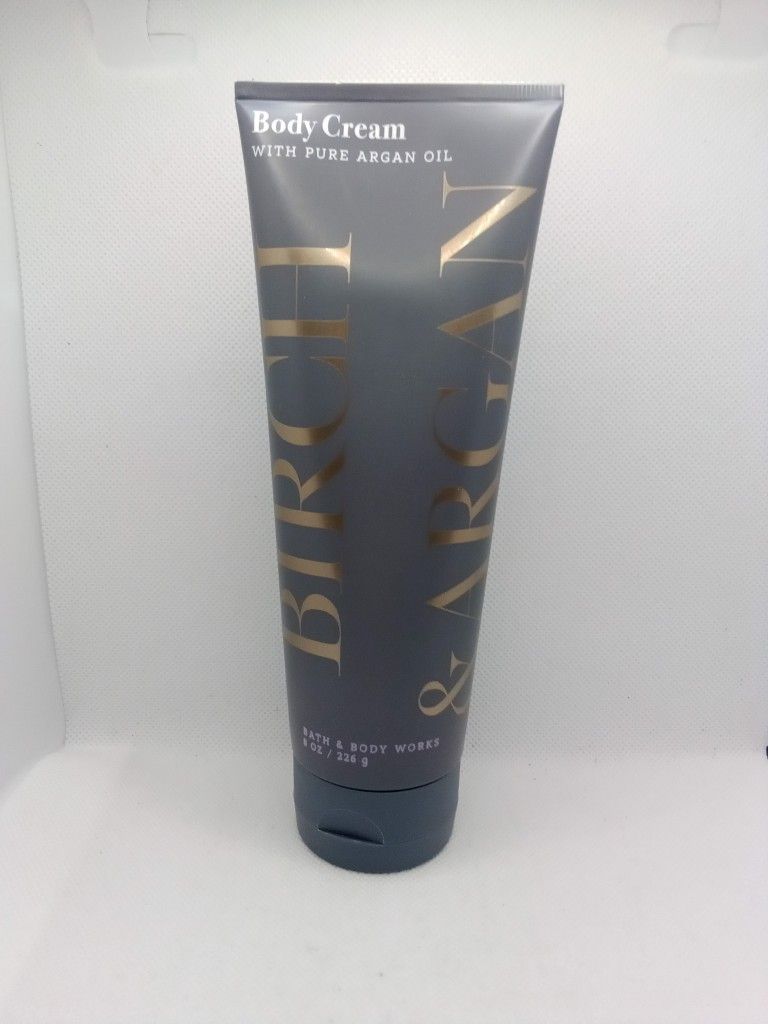 Body Cream
WITH PURE ARGAN OIL
BIRCH
& ARGAN
BATH & BODY WORKS
8 OZ / 226 g